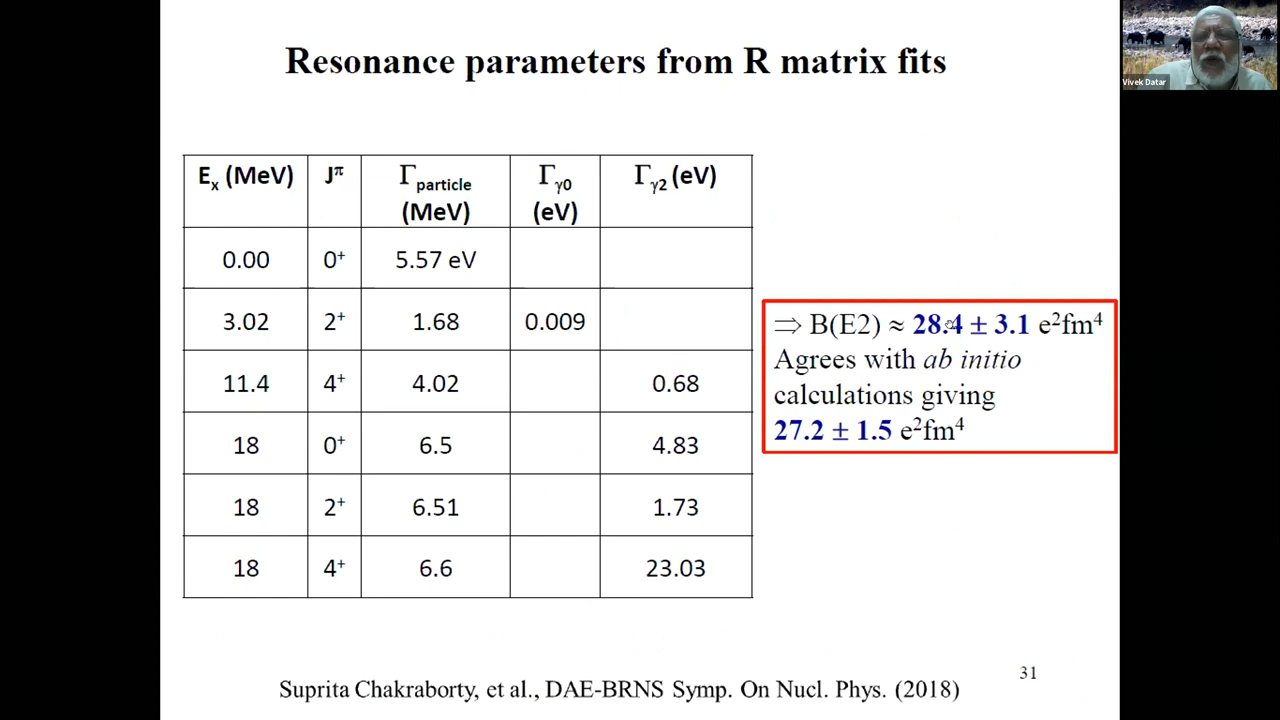 Resonance parameters from R matrix fits
Vivek Datar
Eₓ (MeV) Jπ Γparticle (MeV) Γγ0 (eV) Γγ2 (eV)
0.00 0⁺ 5.57 eV
3.02 2⁺ 1.68 0.009
11.4 4⁺ 4.02 0.68
18 0⁺ 6.5 4.83
18 2⁺ 6.51 1.73
18 4⁺ 6.6 23.03
⇒ B(E2) ≈ 28.4 ± 3.1 e²fm⁴
Agrees with ab initio
calculations giving
27.2 ± 1.5 e²fm⁴
31
Suprita Chakraborty, et al., DAE-BRNS Symp. On Nucl. Phys. (2018)